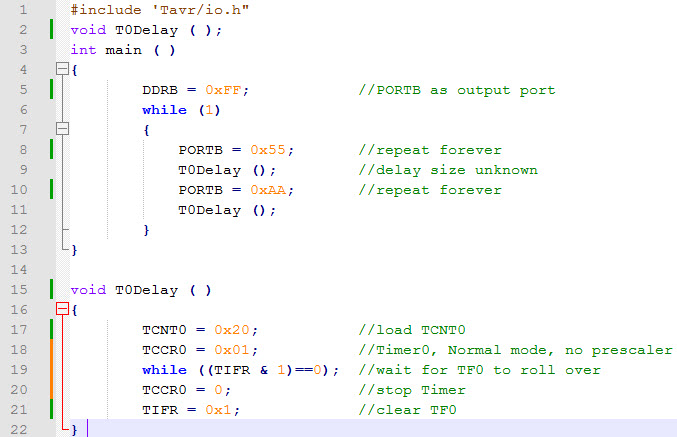 1 #include 'Tavr/io.h"
2 void T0Delay ( );
3 int main ( )
4 {
5 DDRB = 0xFF; //PORTB as output port
6 while (1)
7 {
8 PORTB = 0x55; //repeat forever
9 T0Delay (); //delay size unknown
10 PORTB = 0xAA; //repeat forever
11 T0Delay ();
12 }
13 }
14
15 void T0Delay ( )
16 {
17 TCNT0 = 0x20; //load TCNT0
18 TCCR0 = 0x01; //Timer0, Normal mode, no prescaler
19 while ((TIFR & 1)==0); //wait for TF0 to roll over
20 TCCR0 = 0; //stop Timer
21 TIFR = 0x1; //clear TF0
22 }